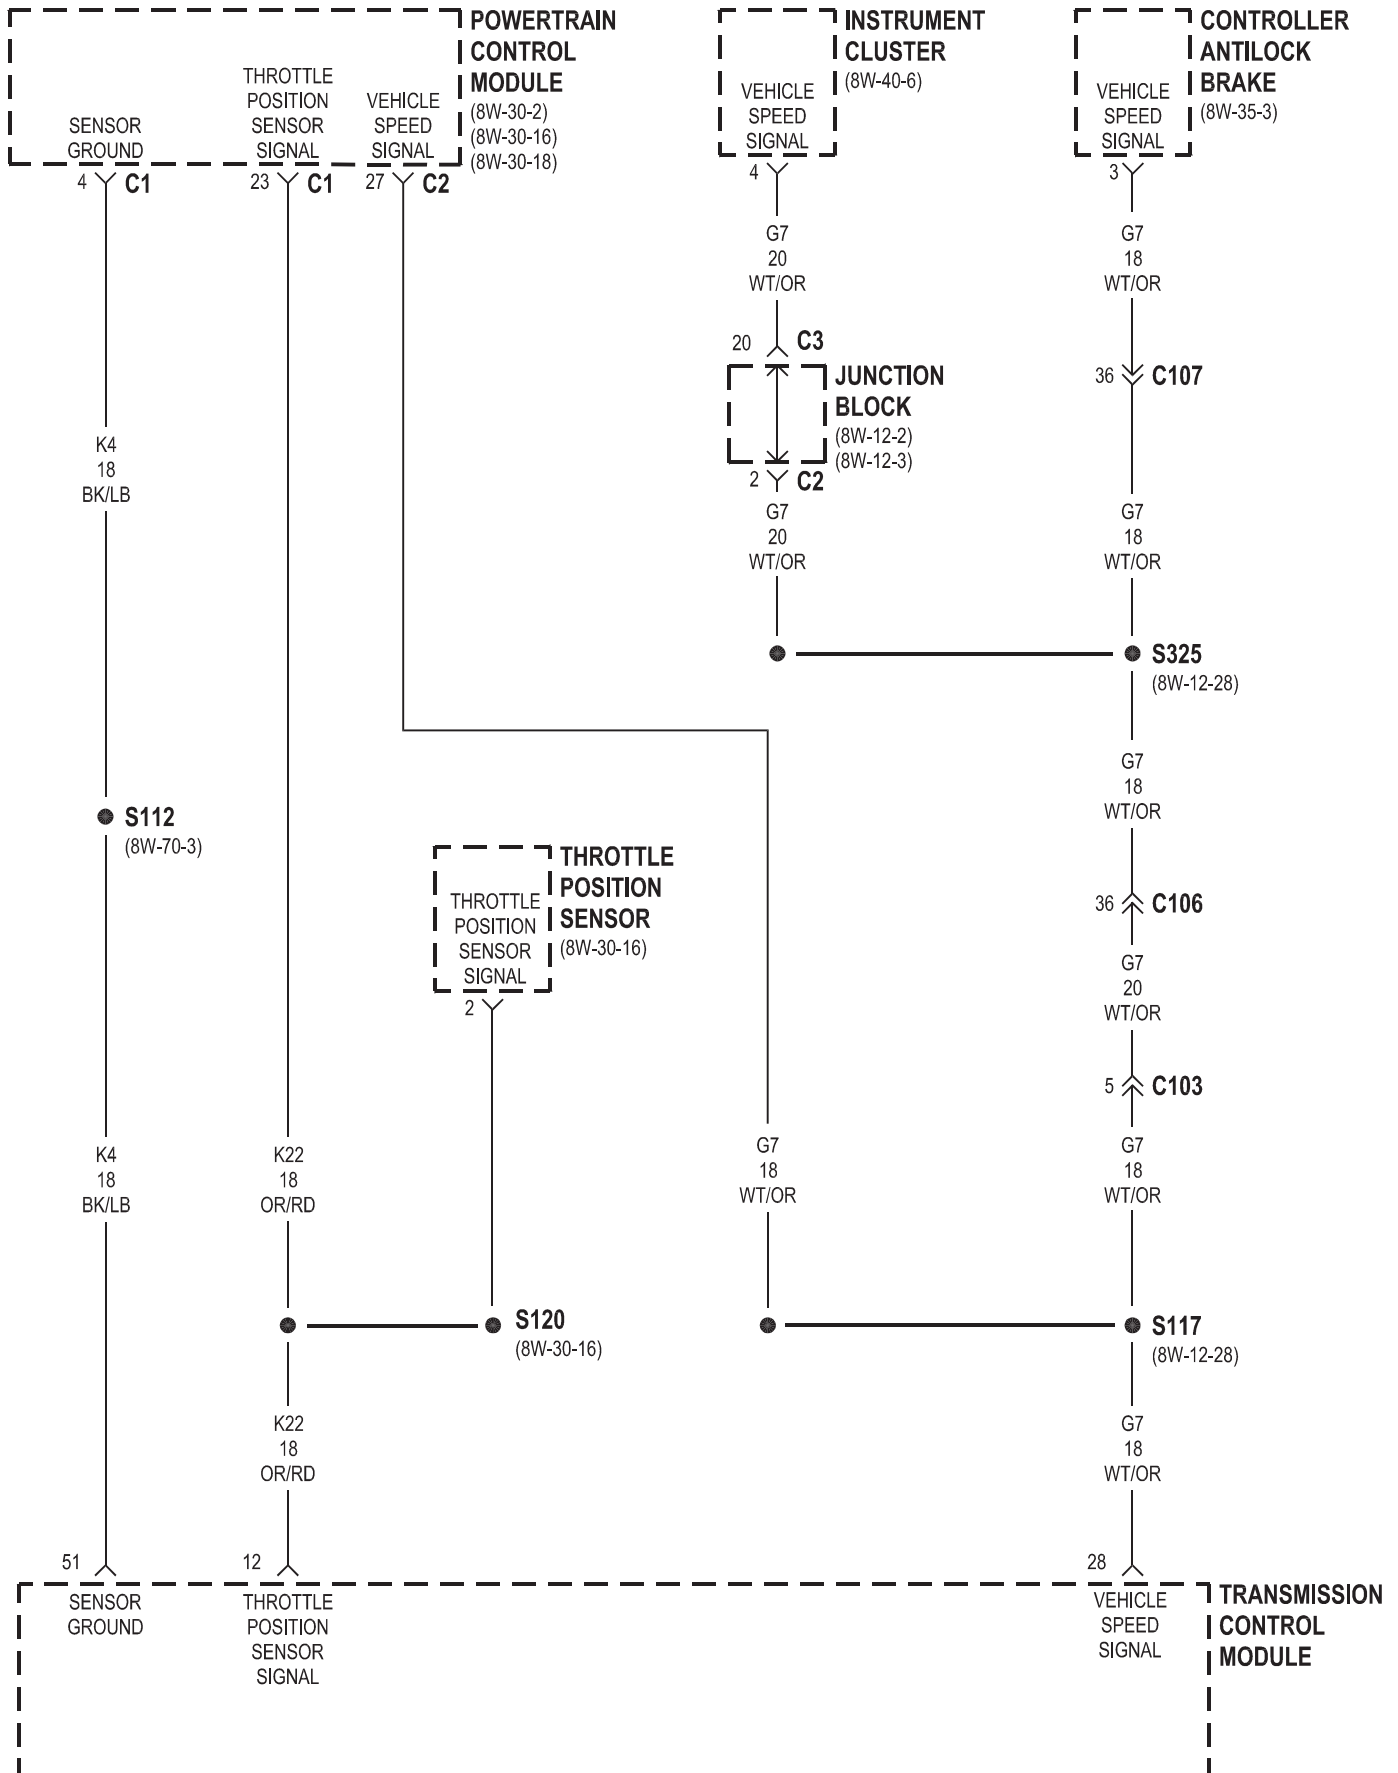 POWERTRAIN
CONTROL
MODULE
(8W-30-2)
(8W-30-16)
(8W-30-18)
SENSOR
GROUND
THROTTLE
POSITION
SENSOR
SIGNAL
VEHICLE
SPEED
SIGNAL
4 C1
23 C1
27 C2
INSTRUMENT
CLUSTER
(8W-40-6)
VEHICLE
SPEED
SIGNAL
4
CONTROLLER
ANTILOCK
BRAKE
(8W-35-3)
VEHICLE
SPEED
SIGNAL
3
G7
20
WT/OR
G7
18
WT/OR
20 C3
JUNCTION
BLOCK
(8W-12-2)
(8W-12-3)
2 C2
36 C107
K4
18
BK/LB
G7
20
WT/OR
G7
18
WT/OR
S325
(8W-12-28)
G7
18
WT/OR
S112
(8W-70-3)
THROTTLE
POSITION
SENSOR
(8W-30-16)
THROTTLE
POSITION
SENSOR
SIGNAL
2
36 C106
G7
20
WT/OR
5 C103
K4
18
BK/LB
K22
18
OR/RD
G7
18
WT/OR
G7
18
WT/OR
S120
(8W-30-16)
S117
(8W-12-28)
K22
18
OR/RD
G7
18
WT/OR
51
12
28
SENSOR
GROUND
THROTTLE
POSITION
SENSOR
SIGNAL
VEHICLE
SPEED
SIGNAL
TRANSMISSION
CONTROL
MODULE